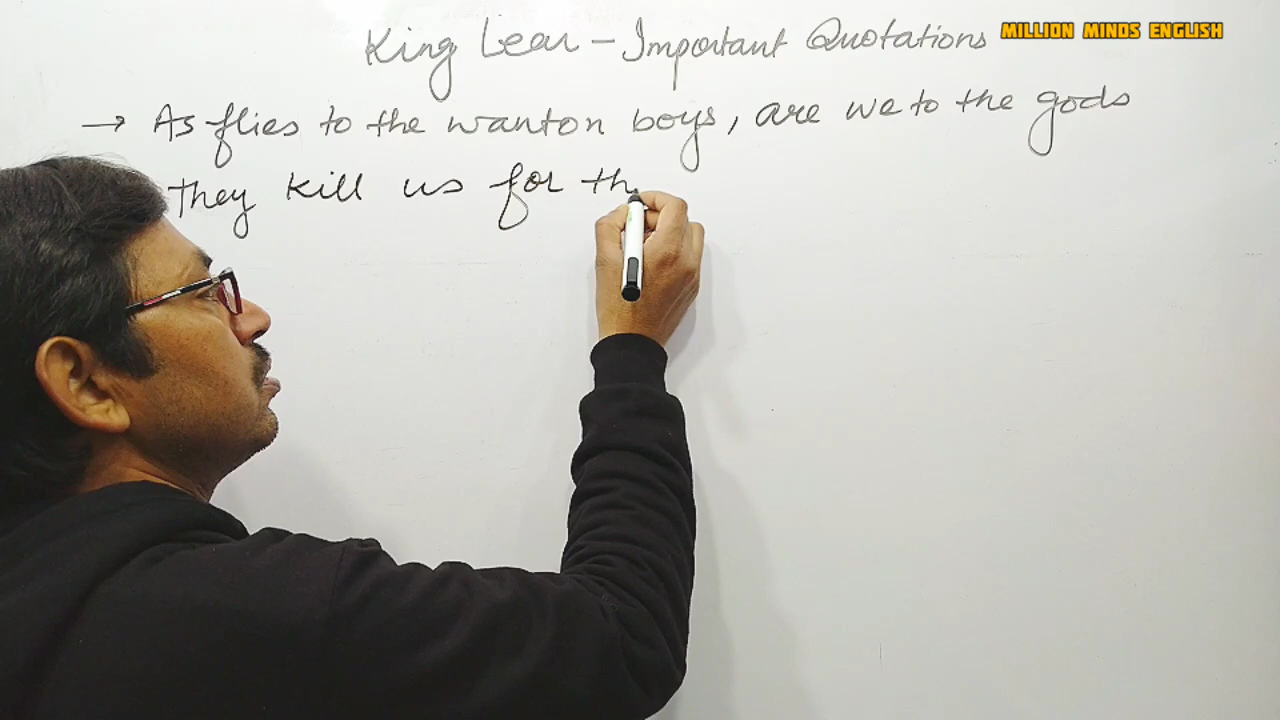 King Lear - Important Quotations
MILLION MINDS ENGLISH
→ As flies to the wanton boys, are we to the gods
They kill us for th